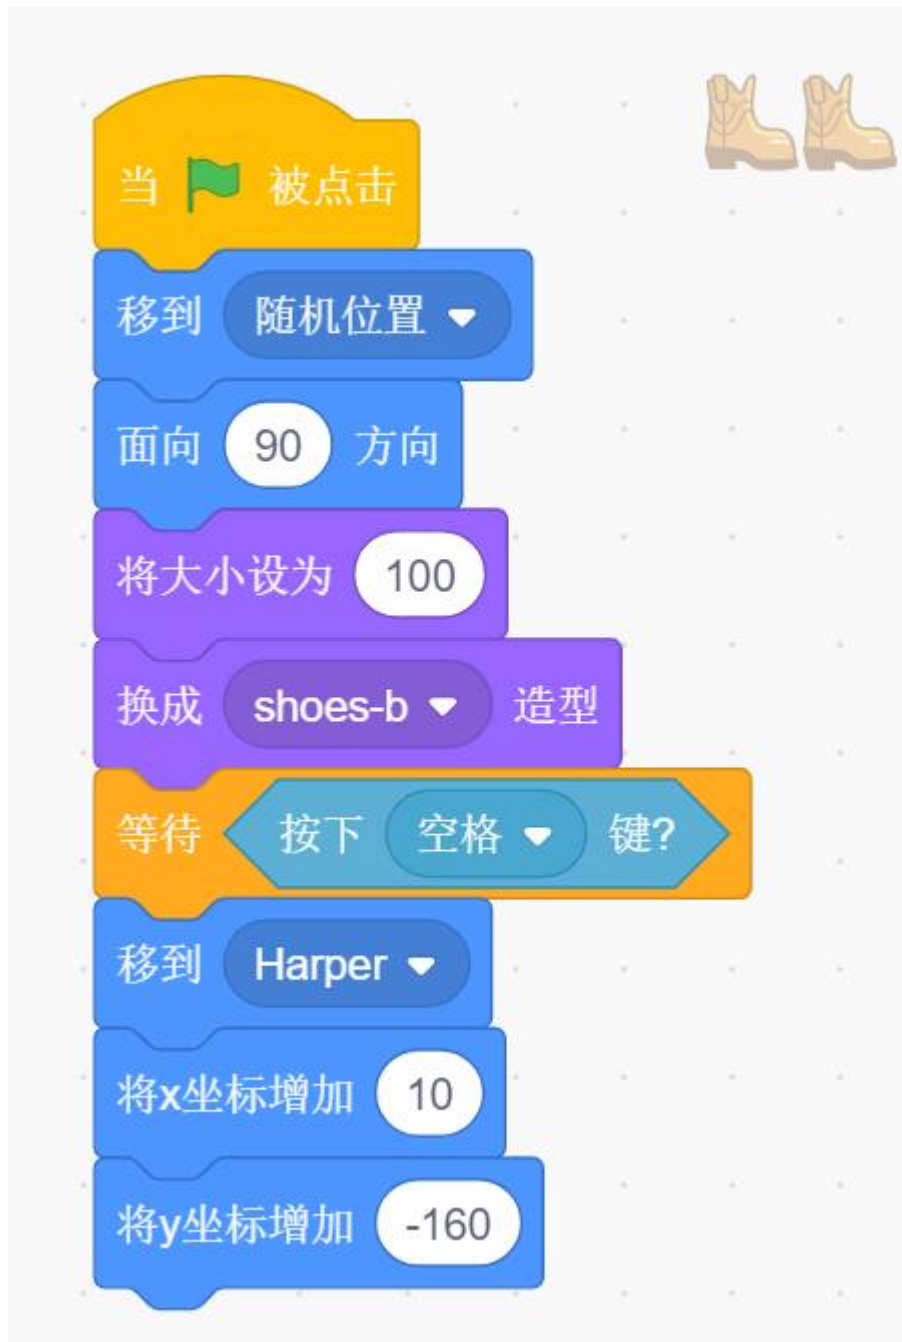 当 被点击
移到 随机位置
面向 90 方向
将大小设为 100
换成 shoes-b 造型
等待 按下 空格 键?
移到 Harper
将x坐标增加 10
将y坐标增加 -160